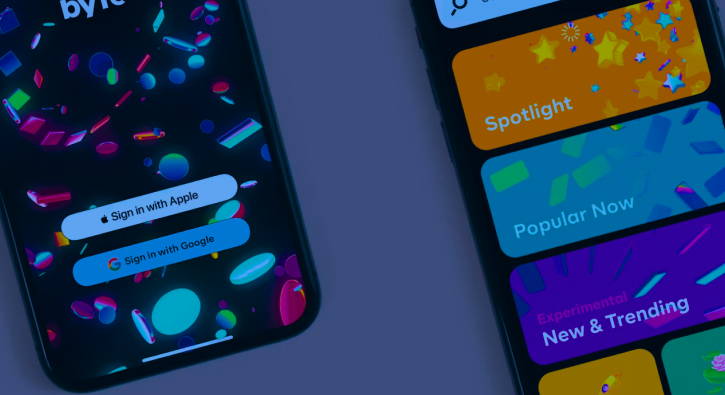 byte
Sign in with Apple
Sign in with Google
Spotlight
Popular Now
Experimental
New & Trending